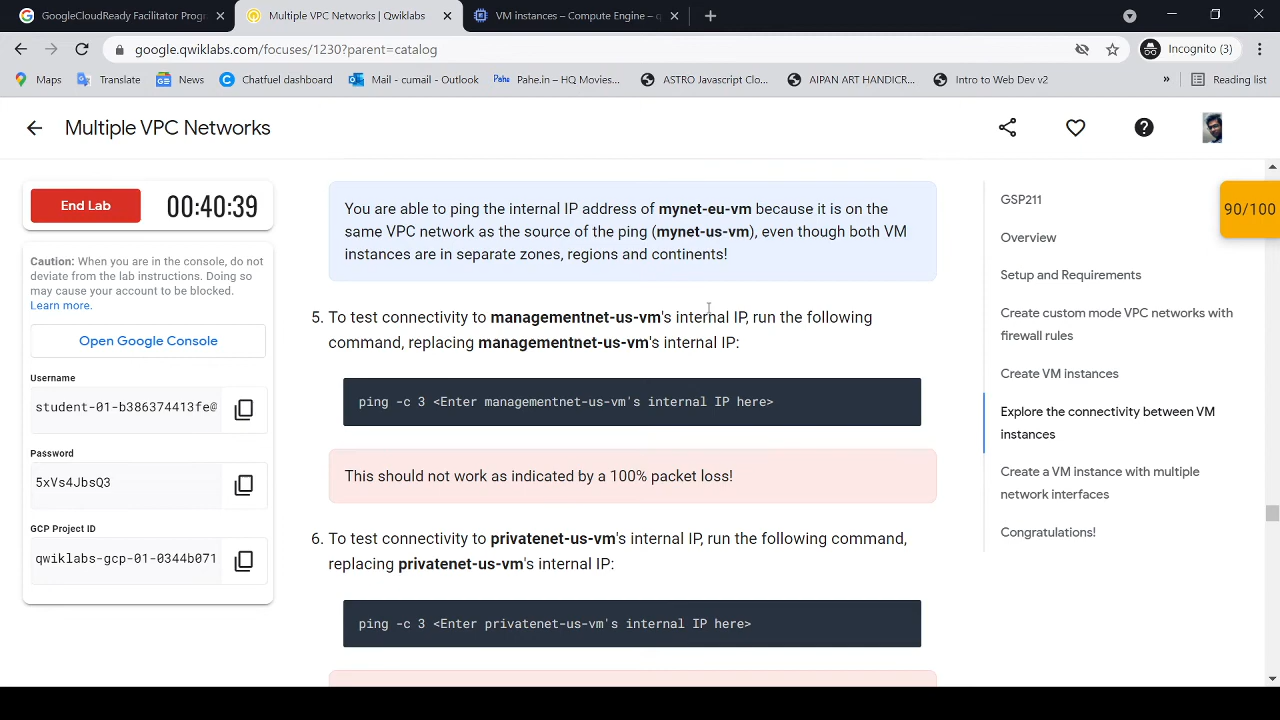 GoogleCloudReady Facilitator Progr
Multiple VPC Networks | Qwiklabs
VM instances – Compute Engine – q
google.qwiklabs.com/focuses/1230?parent=catalog
Incognito (3)
Maps
Translate
News
Chatfuel dashboard
Mail - cumail - Outlook
Pahe Pahe.in – HQ Movies...
ASTRO Javascript Clo...
AIPAN ARTHANDICR...
Intro to Web Dev v2
»
Reading list
Multiple VPC Networks
End Lab
00:40:39
Caution: When you are in the console, do not
deviate from the lab instructions. Doing so
may cause your account to be blocked.
Learn more.
Open Google Console
Username
student-01-b386374413fe@
Password
5xVs4JbsQ3
GCP Project ID
qwiklabs-gcp-01-0344b071
You are able to ping the internal IP address of mynet-eu-vm because it is on the
same VPC network as the source of the ping (mynet-us-vm), even though both VM
instances are in separate zones, regions and continents!
5. To test connectivity to managementnet-us-vm's internal IP, run the following
command, replacing managementnet-us-vm's internal IP:
ping -c 3 <Enter managementnet-us-vm's internal IP here>
This should not work as indicated by a 100% packet loss!
6. To test connectivity to privatenet-us-vm's internal IP, run the following command,
replacing privatenet-us-vm's internal IP:
ping -c 3 <Enter privatenet-us-vm's internal IP here>
GSP211
Overview
Setup and Requirements
Create custom mode VPC networks with
firewall rules
Create VM instances
Explore the connectivity between VM
instances
Create a VM instance with multiple
network interfaces
Congratulations!
90/100